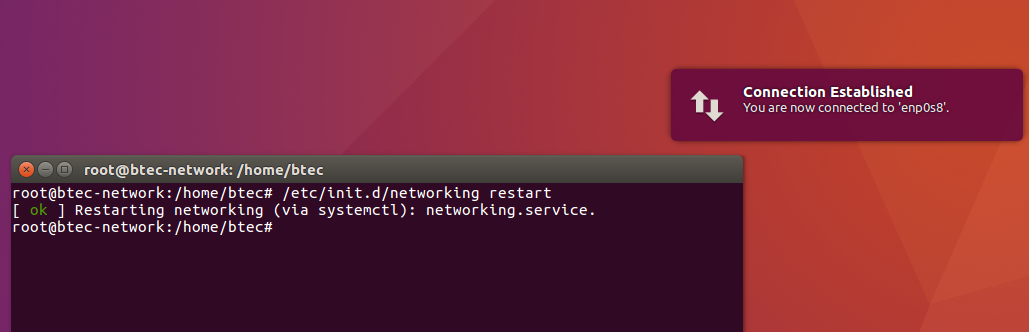 Connection Established
You are now connected to 'enp0s8'.
root@btec-network: /home/btec
root@btec-network:/home/btec# /etc/init.d/networking restart
[ ok ] Restarting networking (via systemctl): networking.service.
root@btec-network:/home/btec#